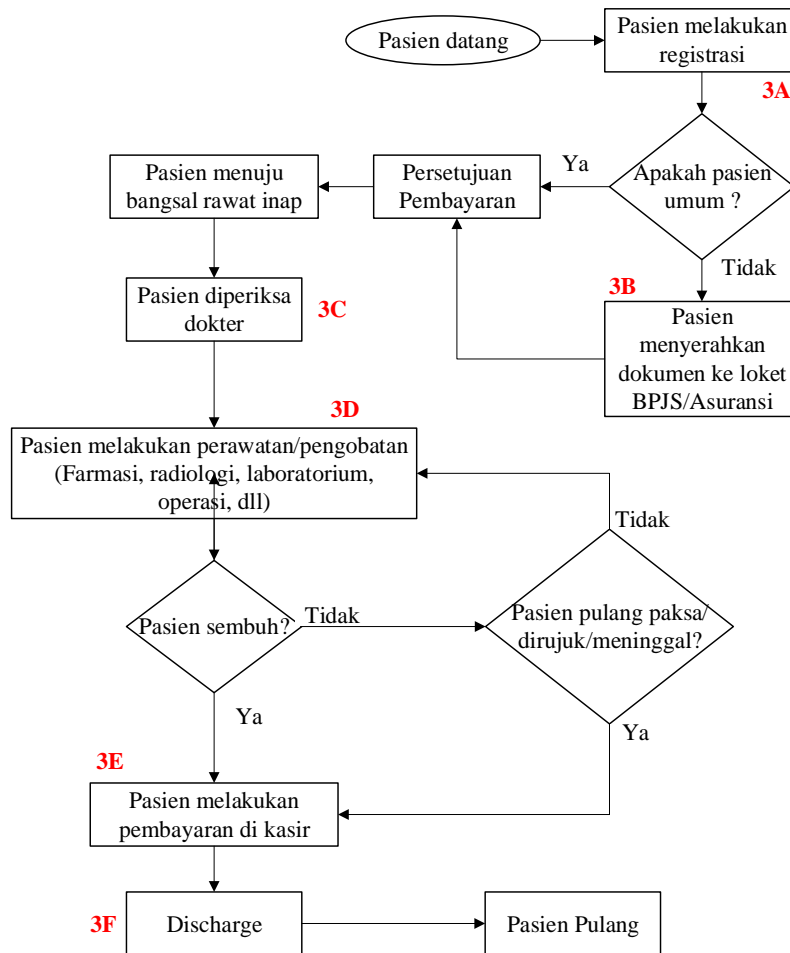 Pasien datang
Pasien melakukan
registrasi
3A
Apakah pasien
umum ?
Ya
Tidak
Persetujuan
Pembayaran
Pasien menuju
bangsal rawat inap
3B
Pasien
menyerahkan
dokumen ke loket
BPJS/Asuransi
Pasien diperiksa
dokter
3C
3D
Pasien melakukan perawatan/pengobatan
(Farmasi, radiologi, laboratorium,
operasi, dll)
Pasien sembuh?
Tidak
Pasien pulang paksa/
dirujuk/meninggal?
Tidak
Ya
Ya
3E
Pasien melakukan
pembayaran di kasir
3F
Discharge
Pasien Pulang